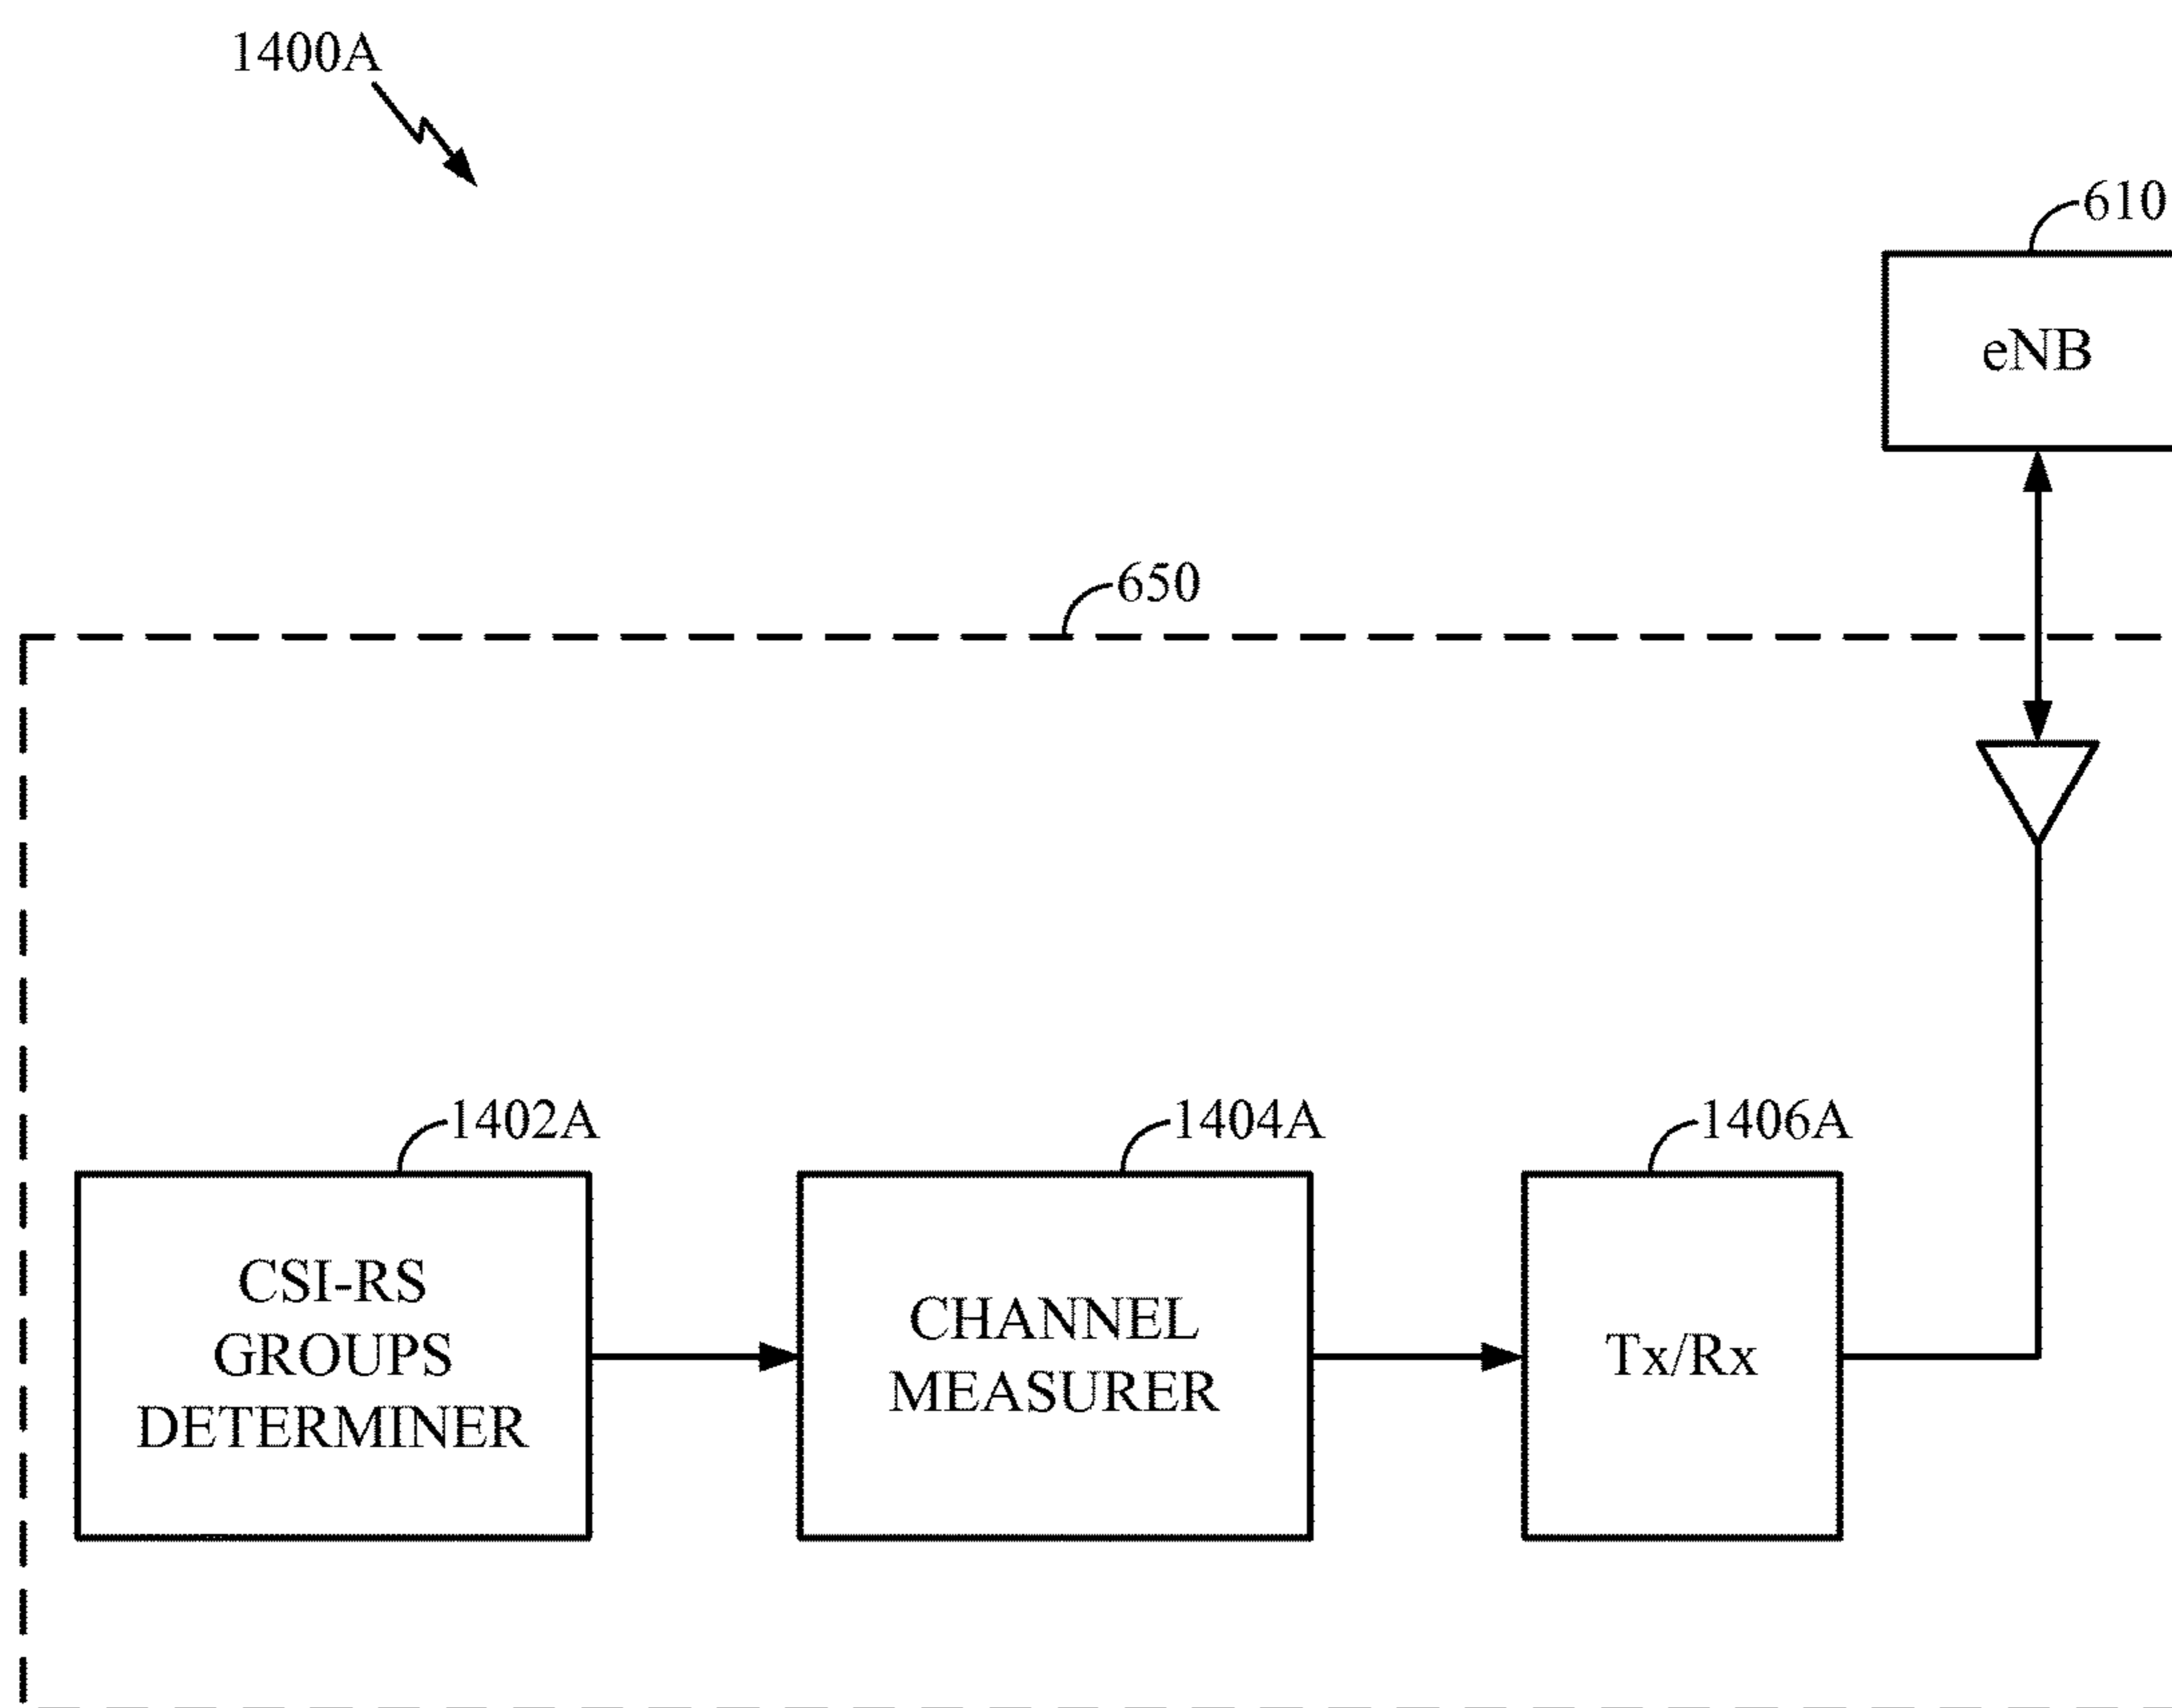 1400A
610
eNB
650
1402A
1404A
1406A
CSI-RS
GROUPS
DETERMINER
CHANNEL
MEASURER
Tx/Rx